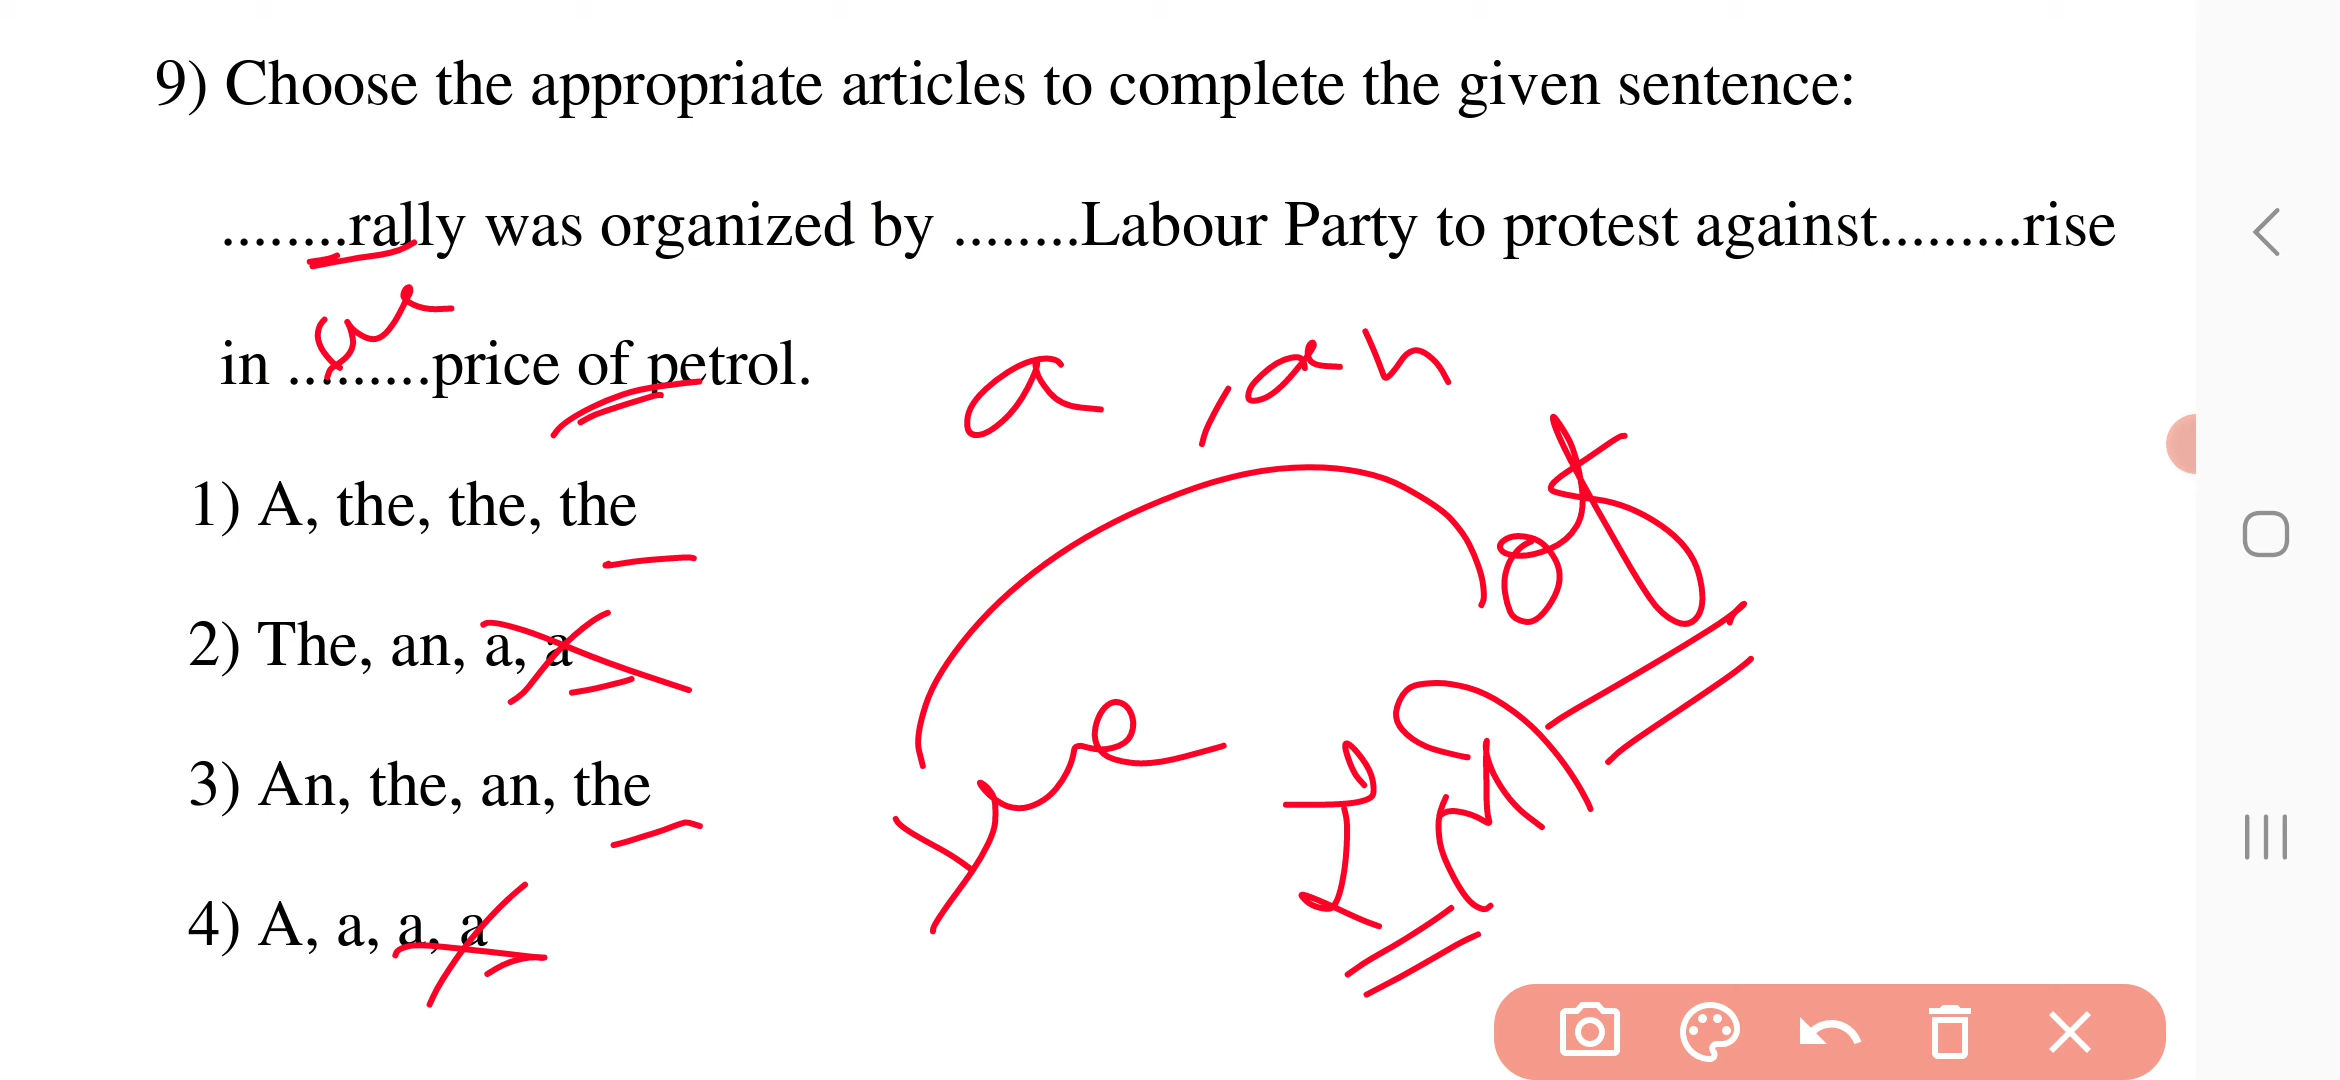 9) Choose the appropriate articles to complete the given sentence:
........rally was organized by ........Labour Party to protest against.........rise
in .........price of petrol.
a , an
1) A, the, the, the
of
2) The, an, a, a
3) An, the, an, the
4) A, a, a, a